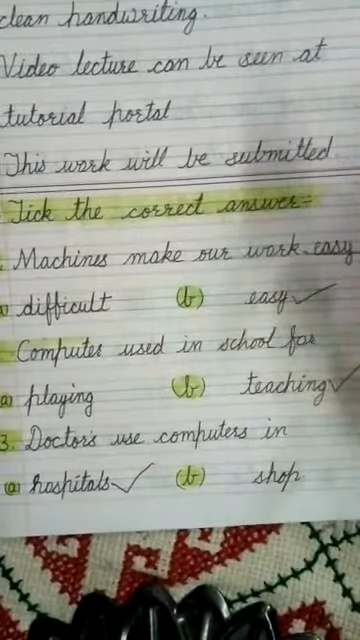 clean handwriting.
Video lecture can be seen at
tutorial portal
This work will be submitted
Tick the correct answer=
Machines make our work easy
a) difficult (b) easy ✓
Computer used in school for
(a) playing (b) teaching ✓
3. Doctor's use computers in
(a) hospitals ✓ (b) shop.